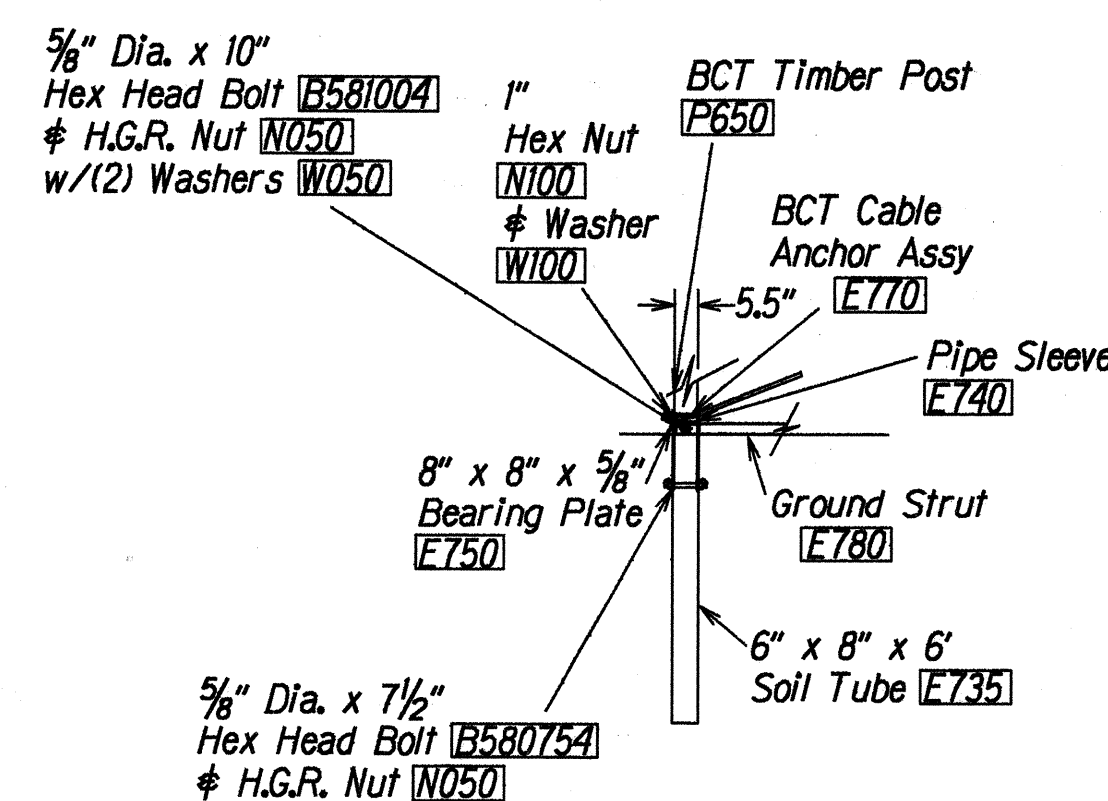 5/8" Dia. x 10"
Hex Head Bolt B581004
& H.G.R. Nut N050
w/(2) Washers W050
1"
Hex Nut
N100
& Washer
W100
BCT Timber Post
P650
BCT Cable
Anchor Assy
E770
5.5"
Pipe Sleeve
E740
8" x 8" x 5/8"
Bearing Plate
E750
Ground Strut
E780
6" x 8" x 6'
Soil Tube E735
5/8" Dia. x 7 1/2"
Hex Head Bolt B580754
& H.G.R. Nut N050